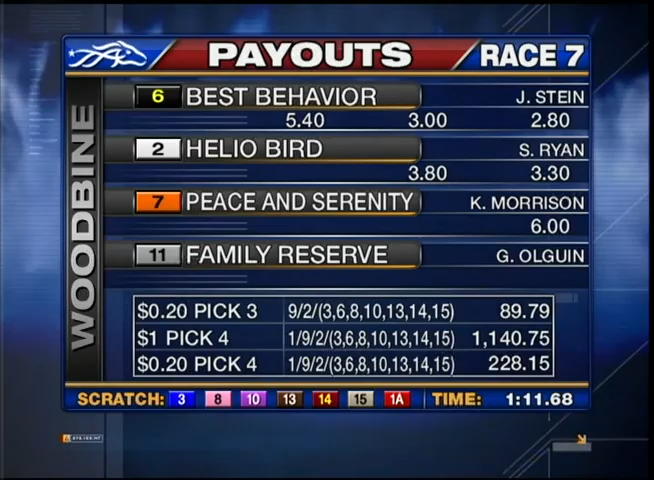 PAYOUTS RACE 7
WOODBINE
6 BEST BEHAVIOR J. STEIN
5.40 3.00 2.80
2 HELIO BIRD S. RYAN
3.80 3.30
7 PEACE AND SERENITY K. MORRISON
6.00
11 FAMILY RESERVE G. OLGUIN
$0.20 PICK 3 9/2/(3,6,8,10,13,14,15) 89.79
$1 PICK 4 1/9/2/(3,6,8,10,13,14,15) 1,140.75
$0.20 PICK 4 1/9/2/(3,6,8,10,13,14,15) 228.15
SCRATCH: 3 8 10 13 14 15 1A TIME: 1:11.68